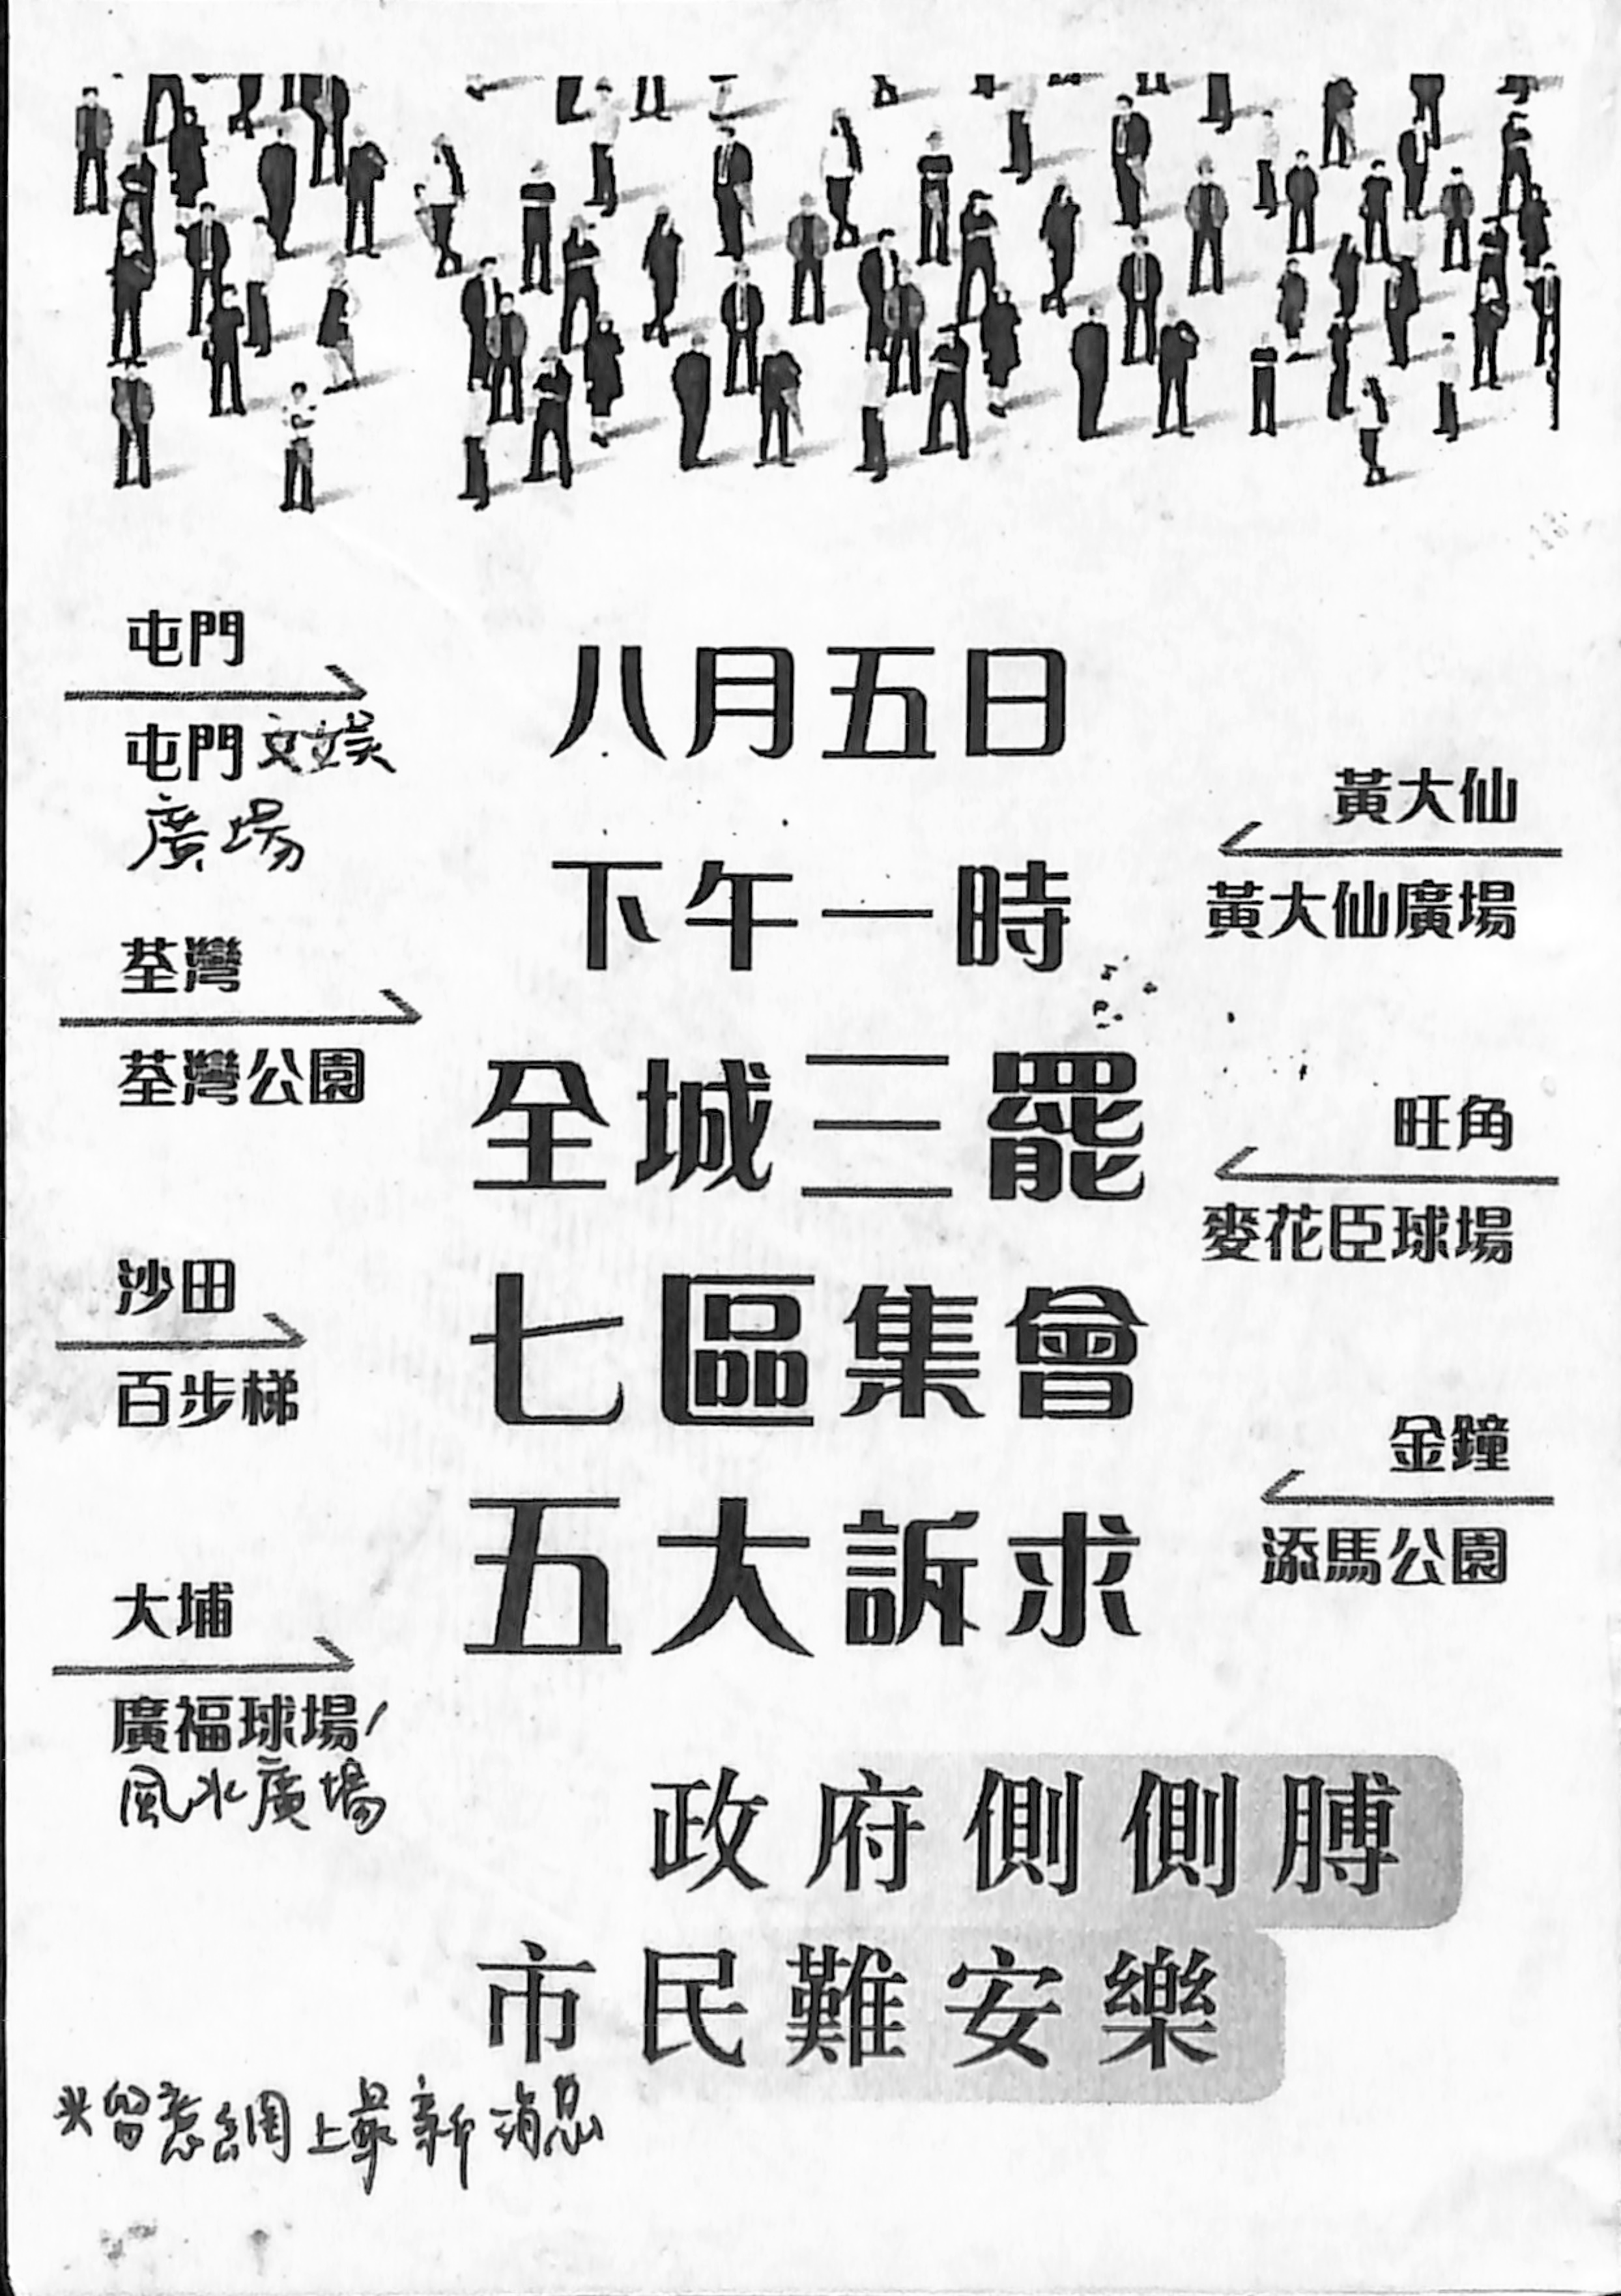 八月五日
下午一時
全城三罷
七區集會
五大訴求
屯門
屯門文娛
廣場
荃灣
荃灣公園
沙田
百步梯
大埔
廣福球場/
風水廣場
黃大仙
黃大仙廣場
旺角
麥花臣球場
金鐘
添馬公園
政府側側膊
市民難安樂
*留意網上最新消息